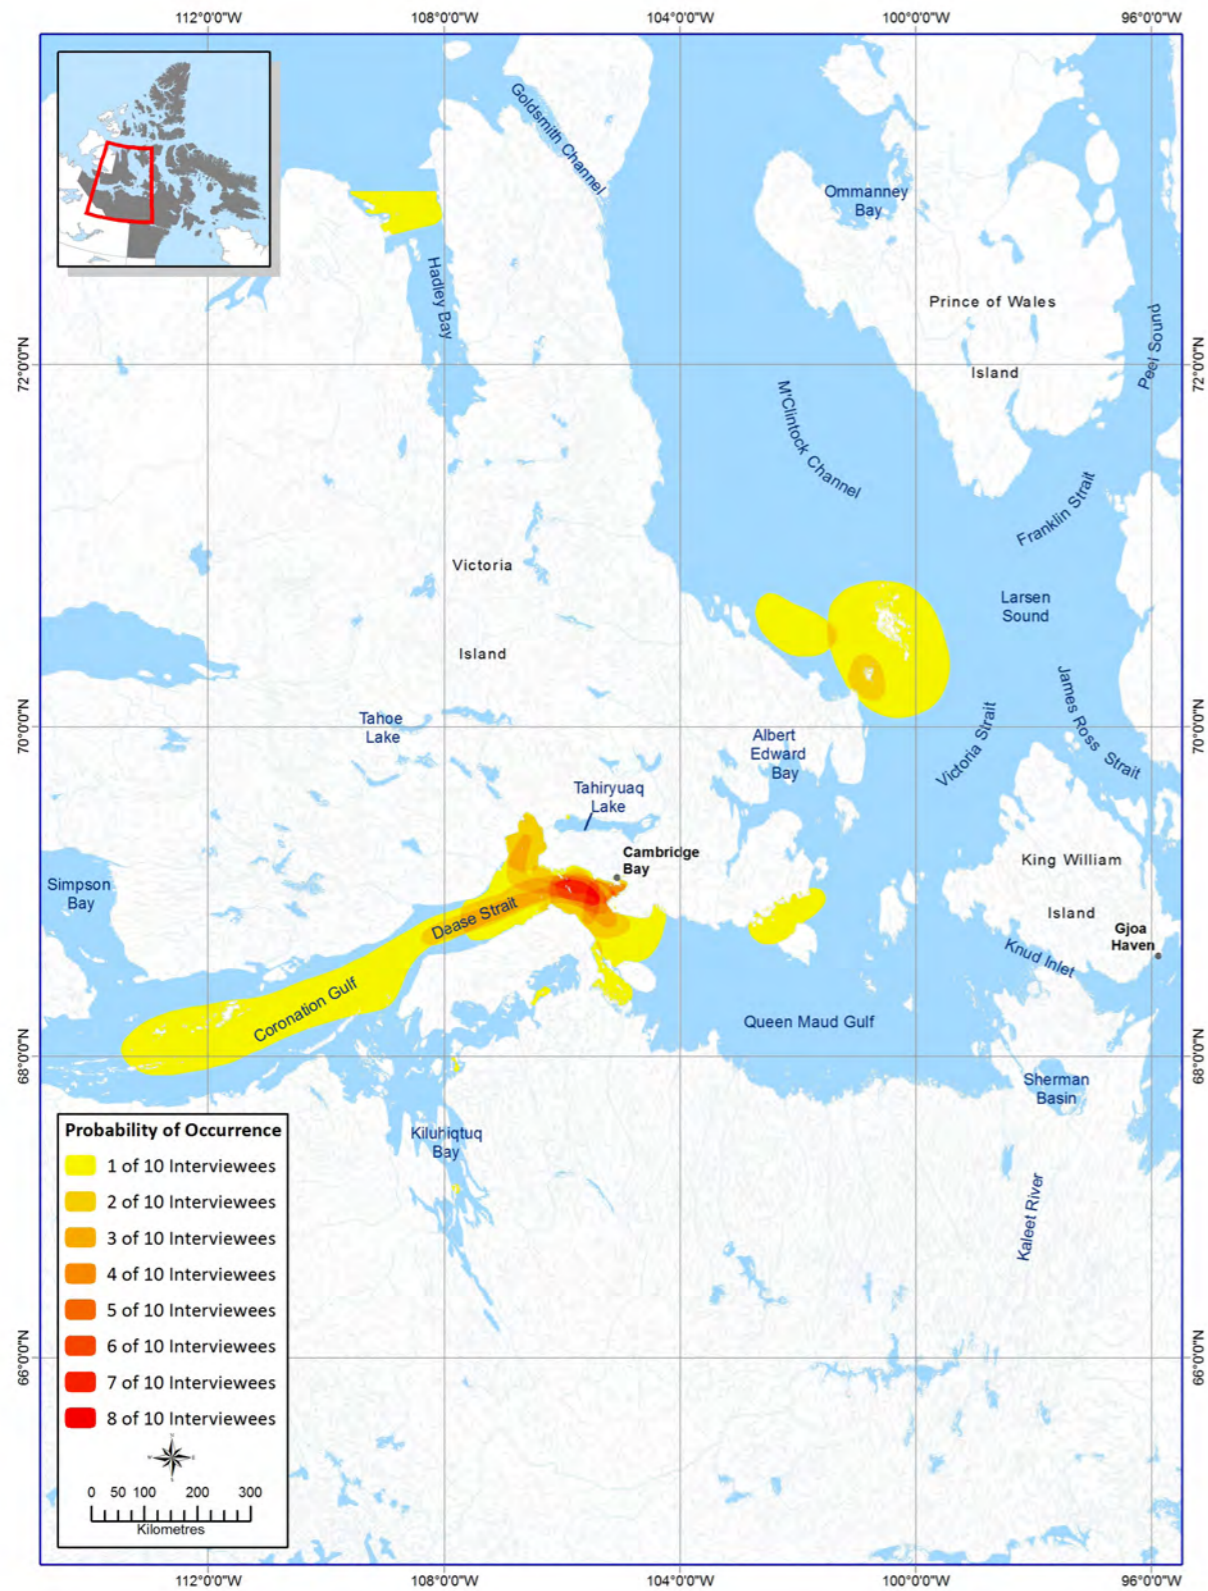 112°0'0"W
108°0'0"W
104°0'0"W
100°0'0"W
96°0'0"W
Goldsmith Channel
Ommanney
Bay
Hadley Bay
Prince of Wales
Island
Peel Sound
72°0'0"N
72°0'0"N
M'Clintock Channel
Franklin Strait
Victoria
Island
Larsen
Sound
James Ross Strait
Victoria Strait
70°0'0"N
70°0'0"N
Tahoe
Lake
Albert
Edward
Bay
Tahiryuaq
Lake
Cambridge
Bay
King William
Island
Simpson
Bay
Dease Strait
Gjoa
Haven
Knud Inlet
Coronation Gulf
Queen Maud Gulf
68°0'0"N
68°0'0"N
Sherman
Basin
Kiluhiqtuq
Bay
Kaleet River
66°0'0"N
66°0'0"N
Probability of Occurrence
1 of 10 Interviewees
2 of 10 Interviewees
3 of 10 Interviewees
4 of 10 Interviewees
5 of 10 Interviewees
6 of 10 Interviewees
7 of 10 Interviewees
8 of 10 Interviewees
N
W E
S
0 50 100 200 300
Kilometres
112°0'0"W
108°0'0"W
104°0'0"W
100°0'0"W
96°0'0"W